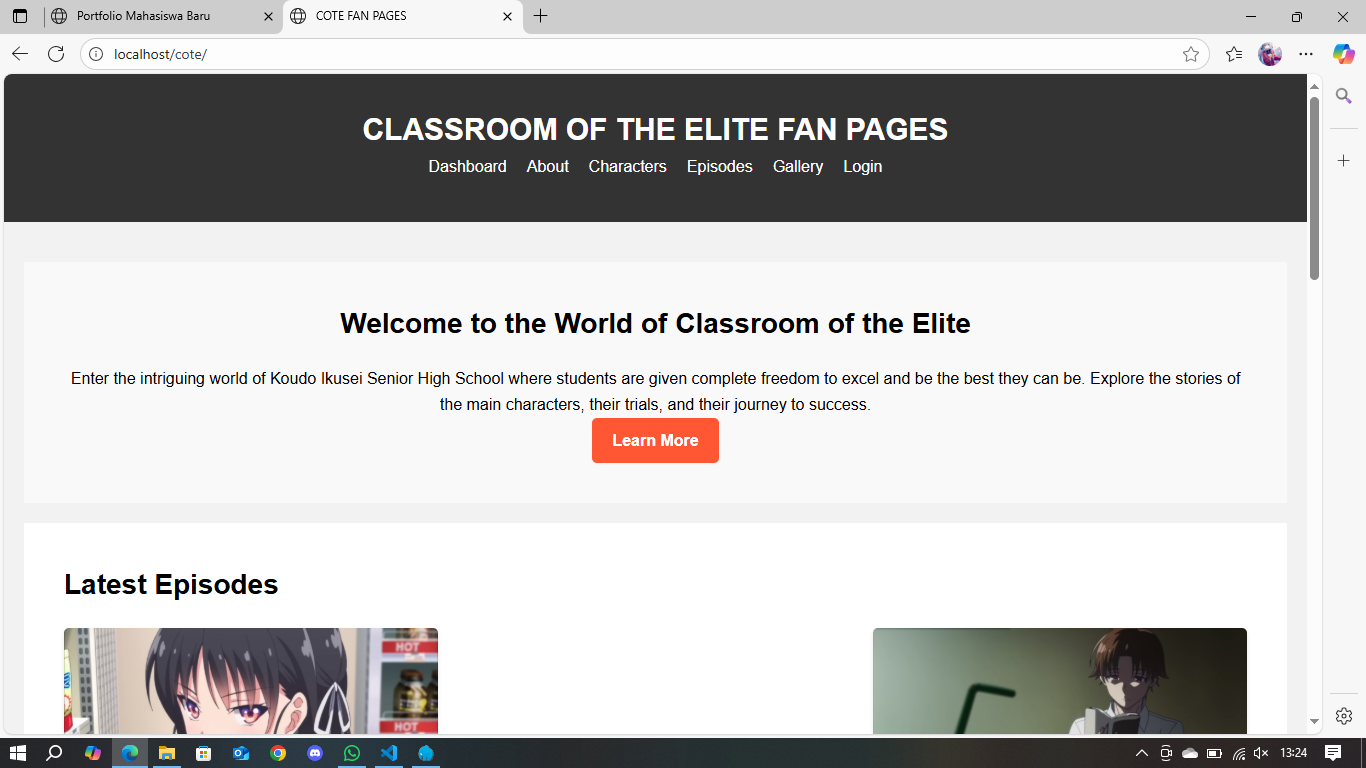 Portfolio Mahasiswa Baru
COTE FAN PAGES
localhost/cote/
CLASSROOM OF THE ELITE FAN PAGES
Dashboard About Characters Episodes Gallery Login
Welcome to the World of Classroom of the Elite
Enter the intriguing world of Koudo Ikusei Senior High School where students are given complete freedom to excel and be the best they can be. Explore the stories of
the main characters, their trials, and their journey to success.
Learn More
Latest Episodes
HOT
HOT
13:24